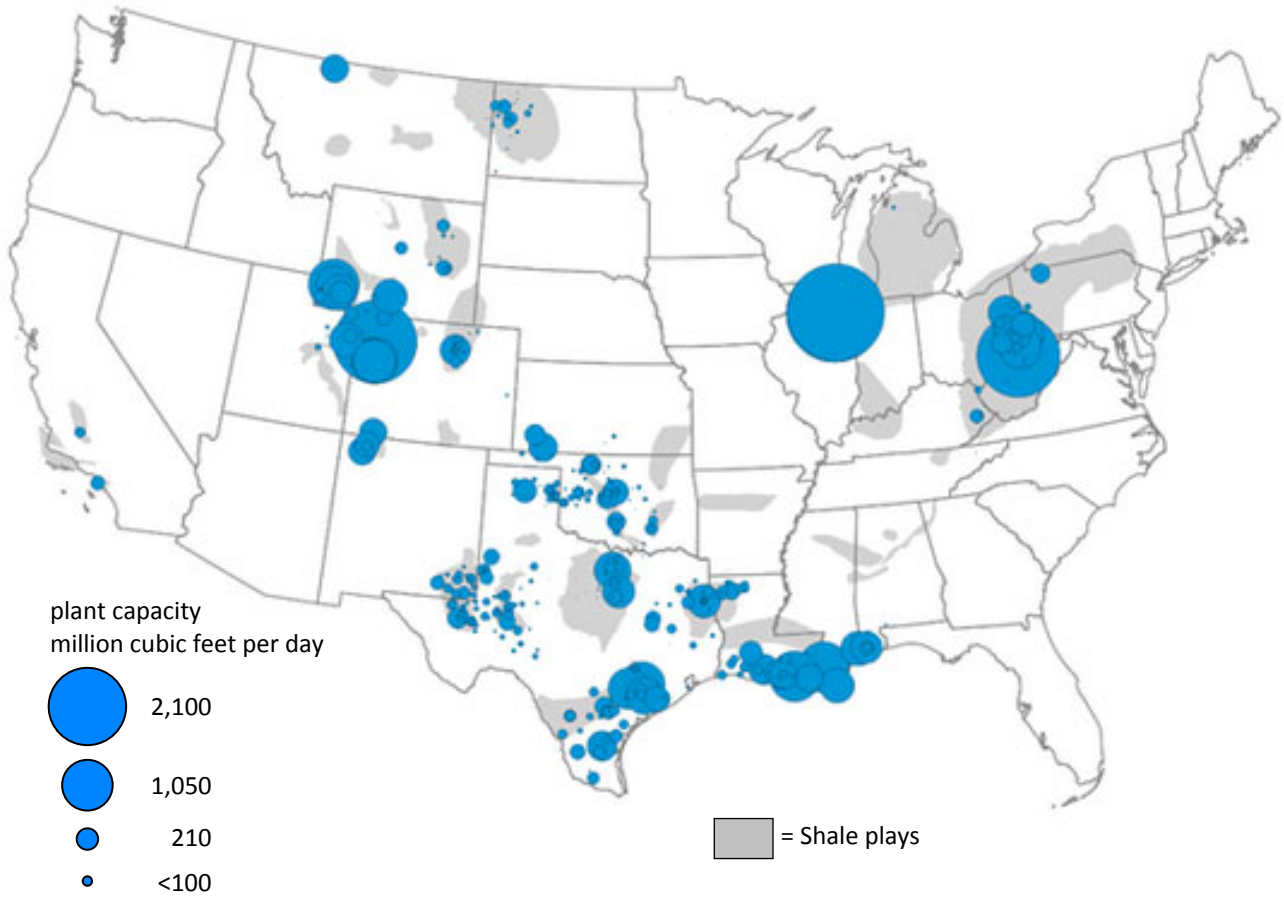 plant capacity
million cubic feet per day
2,100
1,050
210
<100
= Shale plays